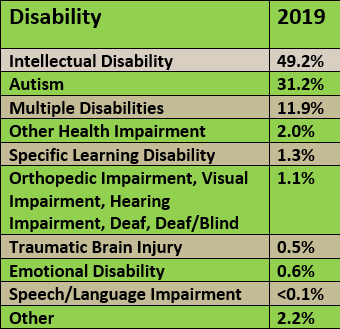 Disability 2019
Intellectual Disability 49.2%
Autism 31.2%
Multiple Disabilities 11.9%
Other Health Impairment 2.0%
Specific Learning Disability 1.3%
Orthopedic Impairment, Visual 1.1%
Impairment, Hearing
Impairment, Deaf, Deaf/Blind
Traumatic Brain Injury 0.5%
Emotional Disability 0.6%
Speech/Language Impairment <0.1%
Other 2.2%